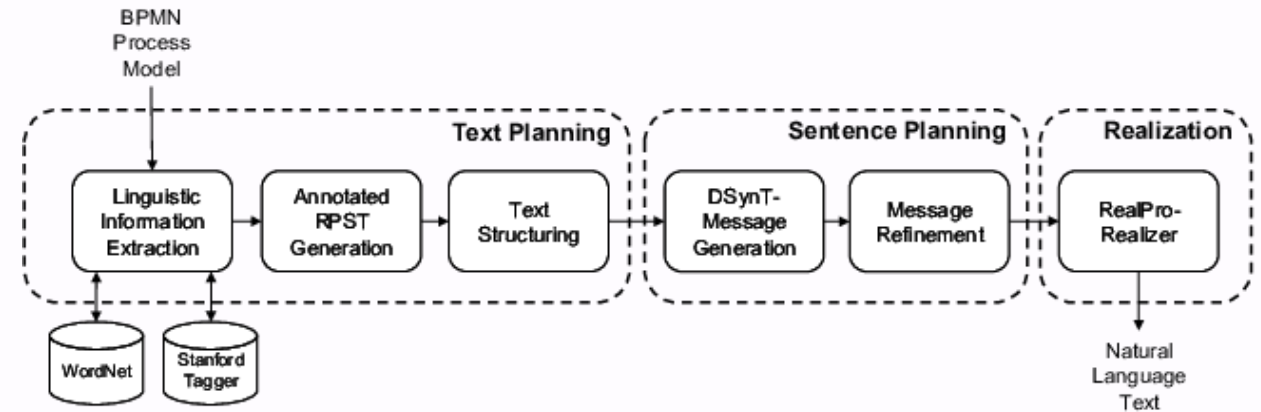 BPMN
Process
Model
Text Planning
Sentence Planning
Realization
Linguistic
Information
Extraction
Annotated
RPST
Generation
Text
Structuring
DSynT-
Message
Generation
Message
Refinement
RealPro-
Realizer
WordNet
Stanford
Tagger
Natural
Language
Text